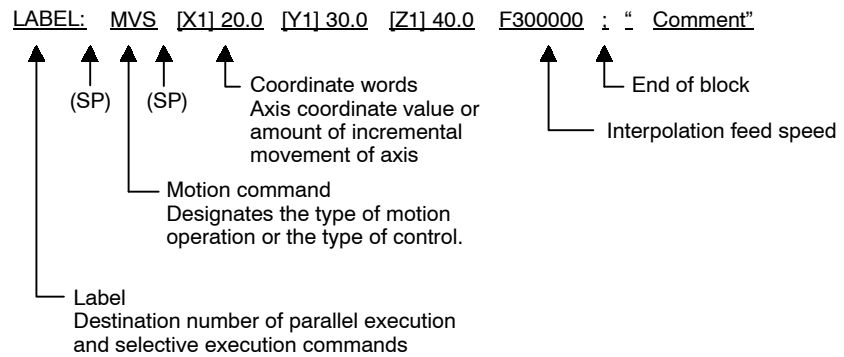 LABEL: MVS [X1] 20.0 [Y1] 30.0 [Z1] 40.0 F300000 ; “ Comment”
(SP) (SP)
Coordinate words
Axis coordinate value or
amount of incremental
movement of axis
End of block
Interpolation feed speed
Motion command
Designates the type of motion
operation or the type of control.
Label
Destination number of parallel execution
and selective execution commands